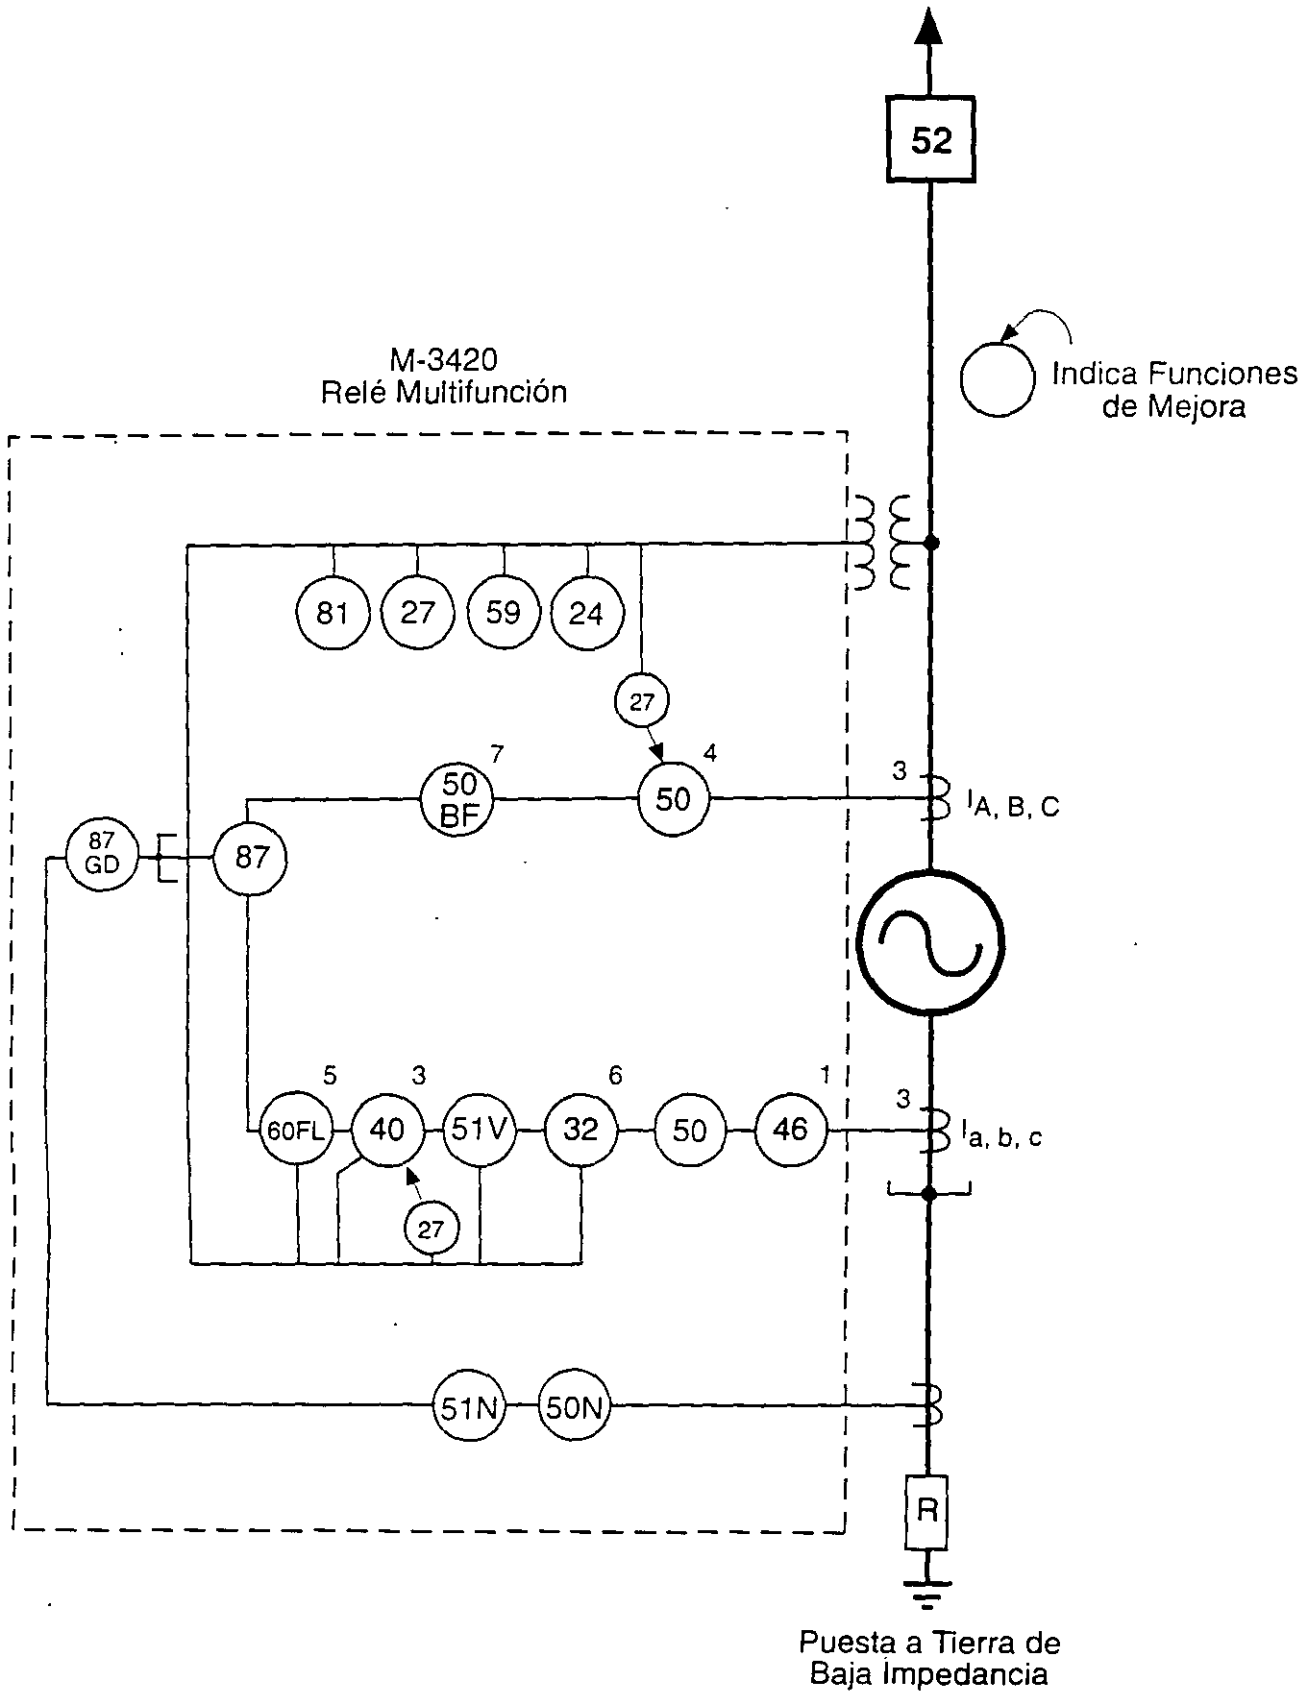 52
Indica Funciones
de Mejora
M-3420
Relé Multifunción
81
27
59
24
27
7
50
BF
4
50
3
IA, B, C
87
GD
87
5
60FL
3
40
51V
6
32
50
1
46
3
Ia, b, c
27
51N
50N
R
Puesta a Tierra de
Baja Impedancia